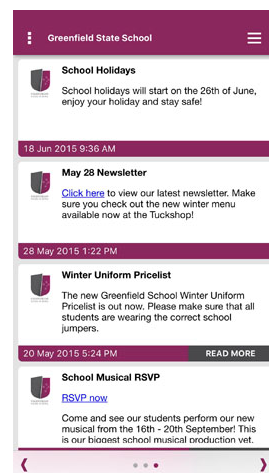 Greenfield State School
School Holidays
School holidays will start on the 26th of June,
enjoy your holiday and stay safe!
18 Jun 2015 9:36 AM
May 28 Newsletter
Click here to view our latest newsletter. Make
sure you check out the new winter menu
available now at the Tuckshop!
28 May 2015 1:22 PM
Winter Uniform Pricelist
The new Greenfield School Winter Uniform
Pricelist is out now. Please make sure that all
students are wearing the correct school
jumpers.
20 May 2015 5:24 PM READ MORE
School Musical RSVP
RSVP now
Come and see our students perform our new
musical from the 16th - 20th September! This
is our biggest school musical production yet.